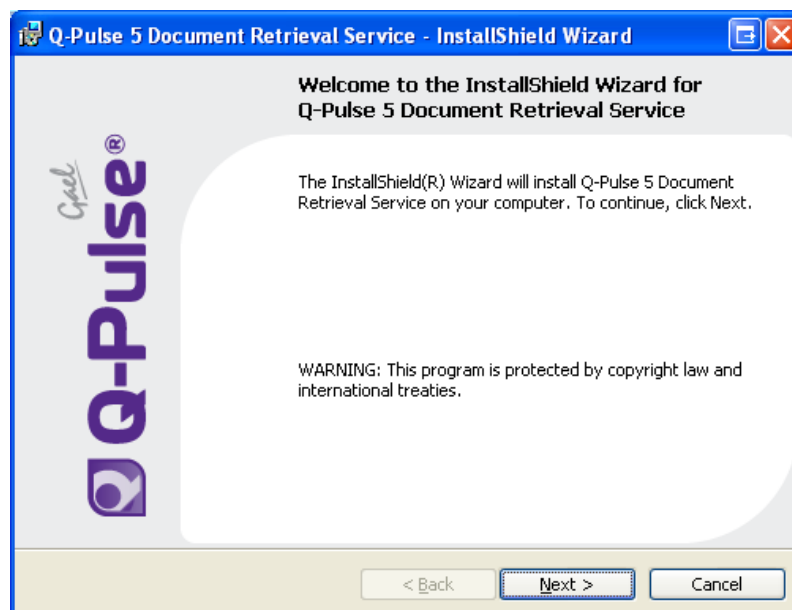 Q-Pulse 5 Document Retrieval Service - InstallShield Wizard
Welcome to the InstallShield Wizard for
Q-Pulse 5 Document Retrieval Service
Gael
Q-Pulse®
The InstallShield(R) Wizard will install Q-Pulse 5 Document
Retrieval Service on your computer. To continue, click Next.
WARNING: This program is protected by copyright law and
international treaties.
< Back
Next >
Cancel